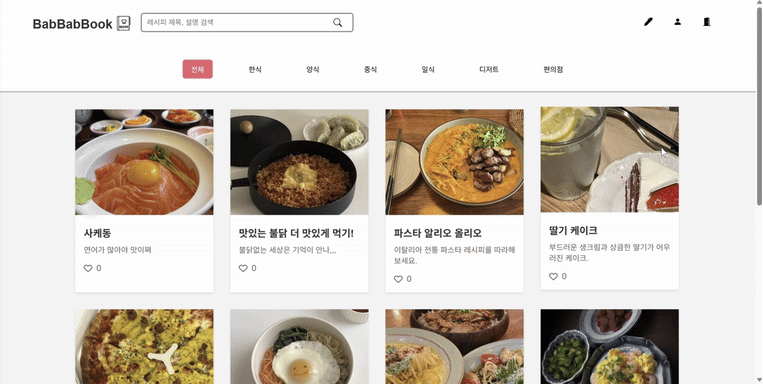 BabBabBook
레시피 제목, 설명 검색
전체 한식 양식 중식 일식 디저트 편의점
사케동
연어가 많아야 맛이쪄
0
맛있는 불닭 더 맛있게 먹기!
불닭없는 세상은 기억이 안나...
0
파스타 알리오 올리오
이탈리아 전통 파스타 레시피를 따라해
보세요.
0
딸기 케이크
부드러운 생크림과 상큼한 딸기가 어우
러진 케이크.
0